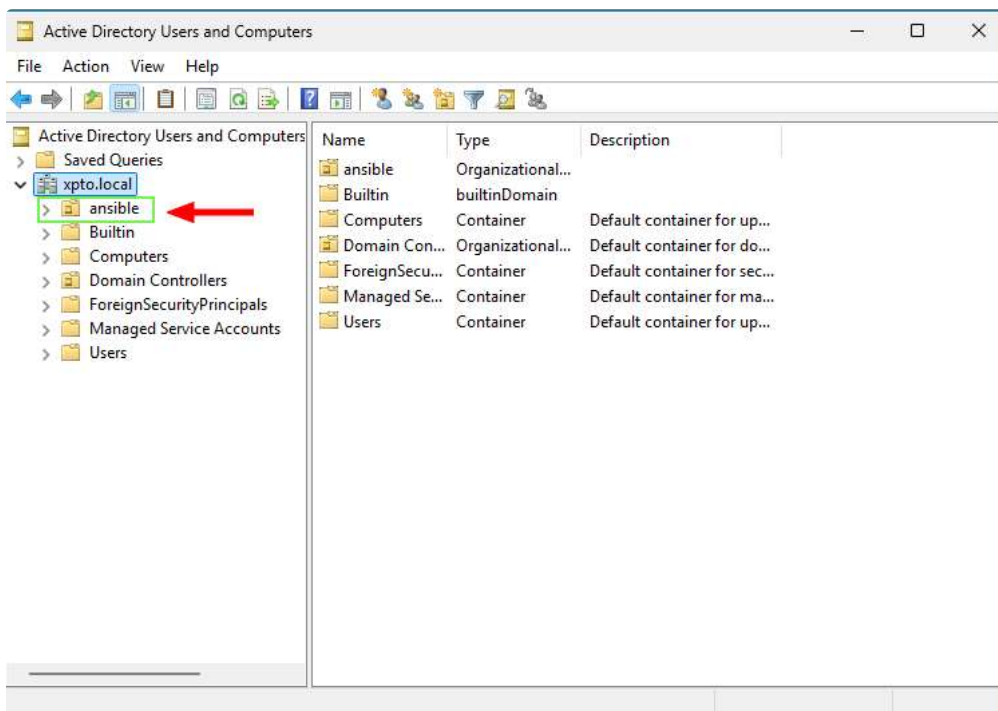 Active Directory Users and Computers
File Action View Help
Active Directory Users and Computers
Saved Queries
xpto.local
ansible
Builtin
Computers
Domain Controllers
ForeignSecurityPrincipals
Managed Service Accounts
Users
Name Type Description
ansible Organizational...
Builtin builtinDomain
Computers Container Default container for up...
Domain Con... Organizational... Default container for do...
ForeignSecu... Container Default container for sec...
Managed Se... Container Default container for ma...
Users Container Default container for up...